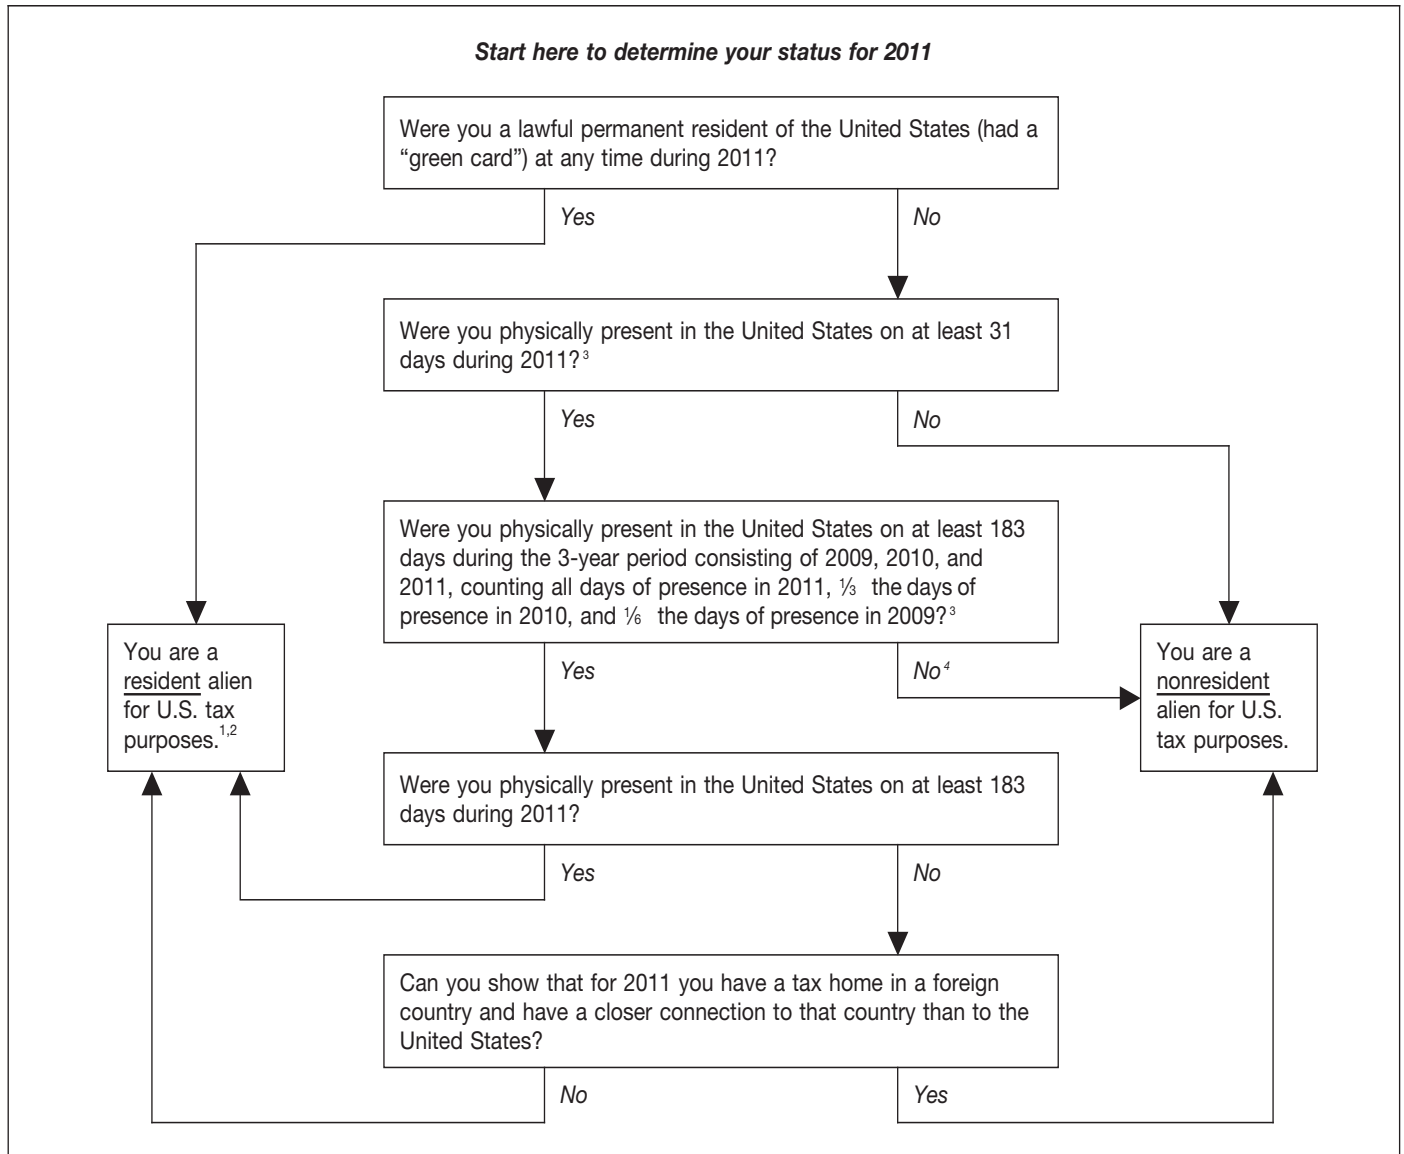 Start here to determine your status for 2011
Were you a lawful permanent resident of the United States (had a
“green card”) at any time during 2011?
Yes
No
Were you physically present in the United States on at least 31
days during 2011?³
Yes
No
Were you physically present in the United States on at least 183
days during the 3-year period consisting of 2009, 2010, and
2011, counting all days of presence in 2011, ⅓ the days of
presence in 2010, and ⅙ the days of presence in 2009?³
You are a
resident alien
for U.S. tax
purposes.¹,²
Yes
No⁴
You are a
nonresident
alien for U.S.
tax purposes.
Were you physically present in the United States on at least 183
days during 2011?
Yes
No
Can you show that for 2011 you have a tax home in a foreign
country and have a closer connection to that country than to the
United States?
No
Yes